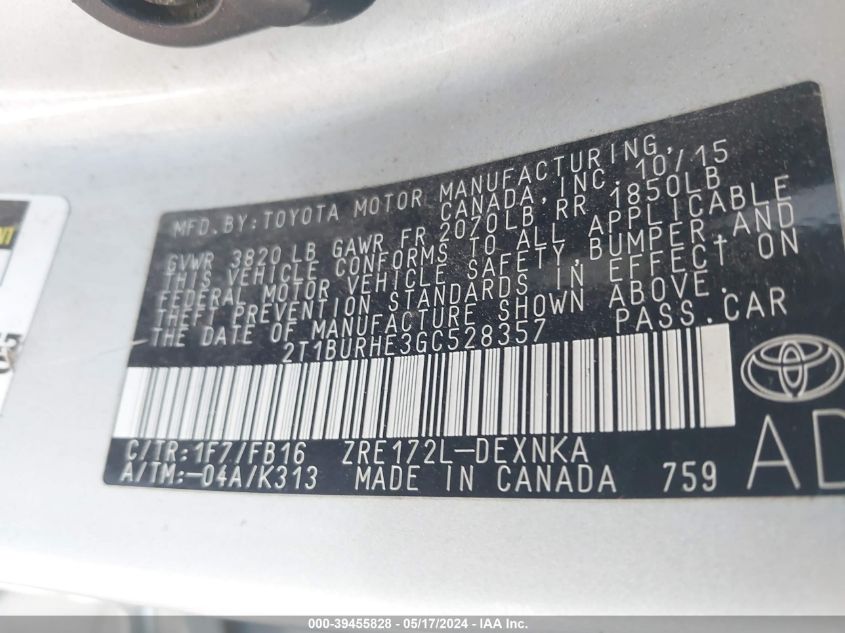 MFD. BY: TOYOTA MOTOR MANUFACTURING,
CANADA, INC. 10/15
GVWR 3820 LB GAWR FR 2070LB RR 1850LB
THIS VEHICLE CONFORMS TO ALL APPLICABLE
FEDERAL MOTOR VEHICLE SAFETY, BUMPER, AND
THEFT PREVENTION STANDARDS IN EFFECT ON
THE DATE OF MANUFACTURE SHOWN ABOVE.
2T1BURHE3GC528357 PASS. CAR
C/TR: 1F7/FB16 ZRE172L-DEXNKA
A/TM: -04A/K313 MADE IN CANADA 759
AD
000-39455828 - 05/17/2024 - IAA Inc.